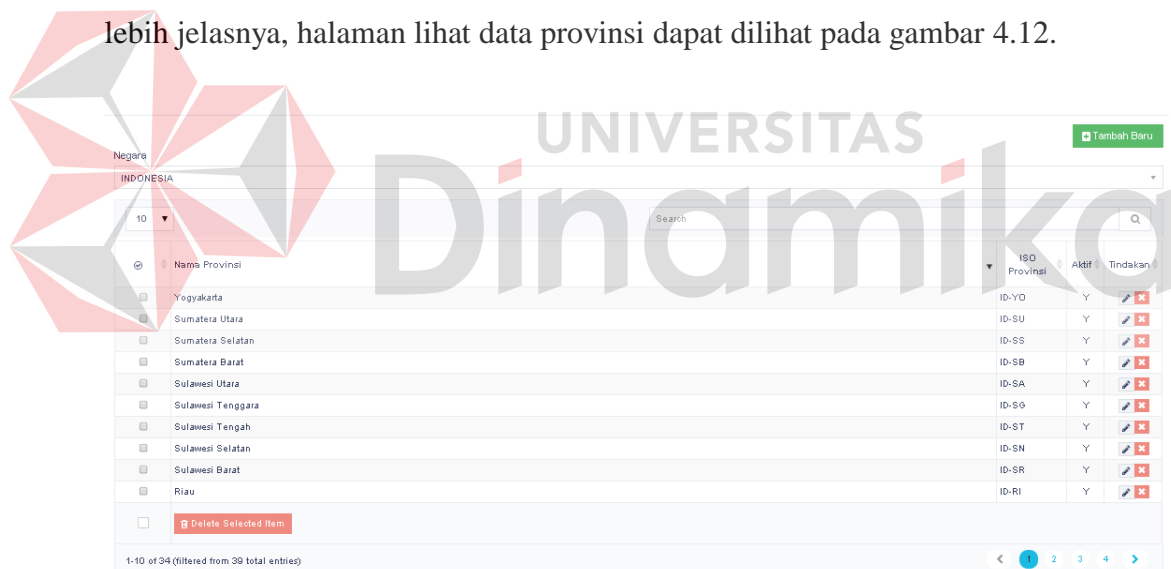 lebih jelasnya, halaman lihat data provinsi dapat dilihat pada gambar 4.12.
UNIVERSITAS
Dinamika
Tambah Baru
Negara
INDONESIA
10 Search
Nama Provinsi ISO Provinsi Aktif Tindakan
Yogyakarta ID-YO Y
Sumatera Utara ID-SU Y
Sumatera Selatan ID-SS Y
Sumatera Barat ID-SB Y
Sulawesi Utara ID-SA Y
Sulawesi Tenggara ID-SG Y
Sulawesi Tengah ID-ST Y
Sulawesi Selatan ID-SN Y
Sulawesi Barat ID-SR Y
Riau ID-RI Y
Delete Selected Item
1-10 of 34 (filtered from 39 total entries) 1 2 3 4